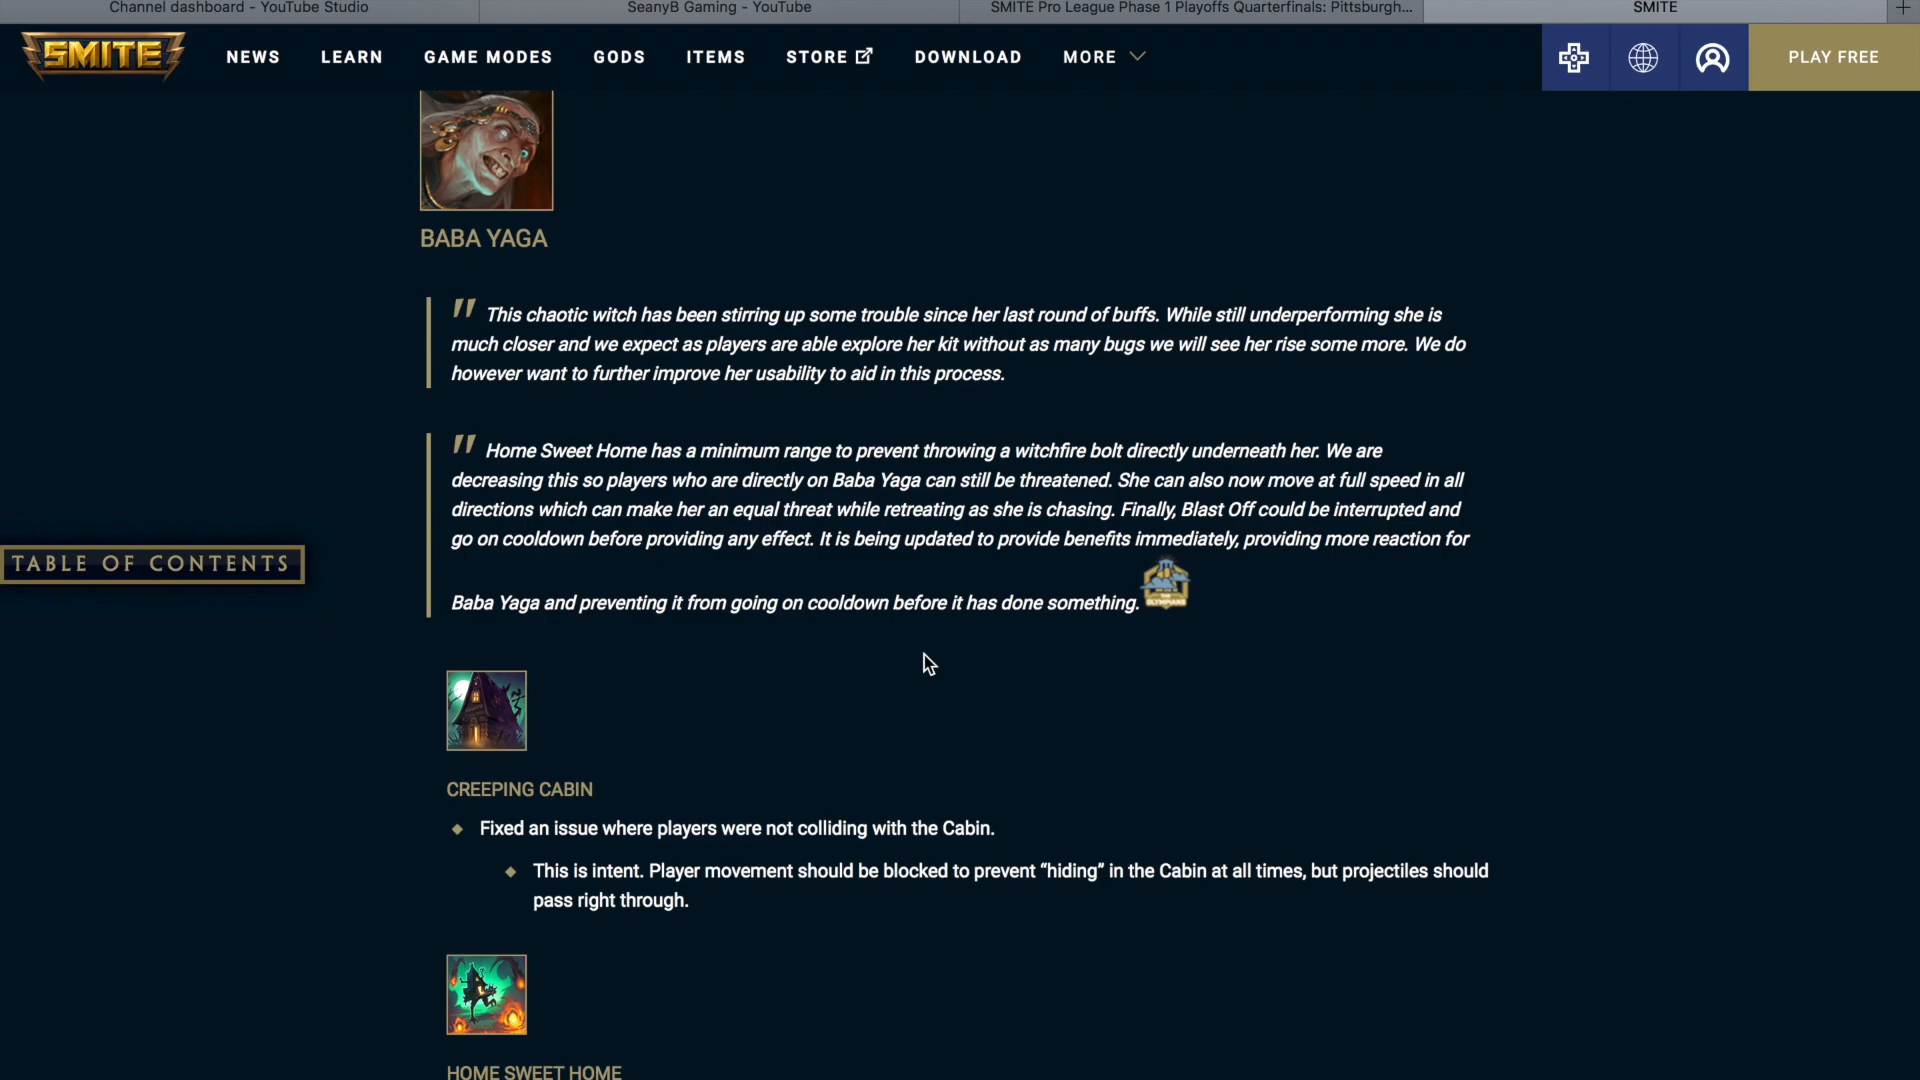 Channel dashboard - YouTube Studio
SeanyB Gaming - YouTube
SMITE Pro League Phase 1 Playoffs Quarterfinals: Pittsburgh...
SMITE
SMITE
NEWS
LEARN
GAME MODES
GODS
ITEMS
STORE
DOWNLOAD
MORE
PLAY FREE
BABA YAGA
" This chaotic witch has been stirring up some trouble since her last round of buffs. While still underperforming she is
much closer and we expect as players are able explore her kit without as many bugs we will see her rise some more. We do
however want to further improve her usability to aid in this process.
" Home Sweet Home has a minimum range to prevent throwing a witchfire bolt directly underneath her. We are
decreasing this so players who are directly on Baba Yaga can still be threatened. She can also now move at full speed in all
directions which can make her an equal threat while retreating as she is chasing. Finally, Blast Off could be interrupted and
go on cooldown before providing any effect. It is being updated to provide benefits immediately, providing more reaction for
TABLE OF CONTENTS
Baba Yaga and preventing it from going on cooldown before it has done something.
THE OLYMPIANS
CREEPING CABIN
Fixed an issue where players were not colliding with the Cabin.
This is intent. Player movement should be blocked to prevent “hiding” in the Cabin at all times, but projectiles should
pass right through.
HOME SWEET HOME